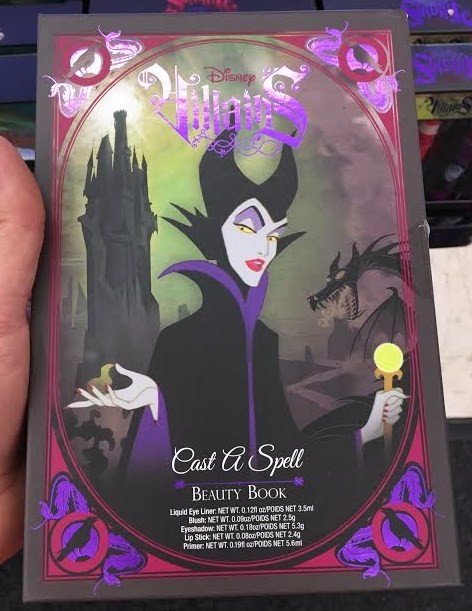 Disney
Villains
Cast A Spell
BEAUTY BOOK
Liquid Eye Liner: NET WT. 0.12fl oz/POIDS NET 3.5ml
Blush: NET WT. 0.09oz/POIDS NET 2.5g
Eyeshadow: NET WT. 0.18oz/POIDS NET 5.3g
Lip Stick: NET WT. 0.08oz/POIDS NET 2.4g
Primer: NET WT. 0.19fl oz/POIDS NET 5.6ml
Villains